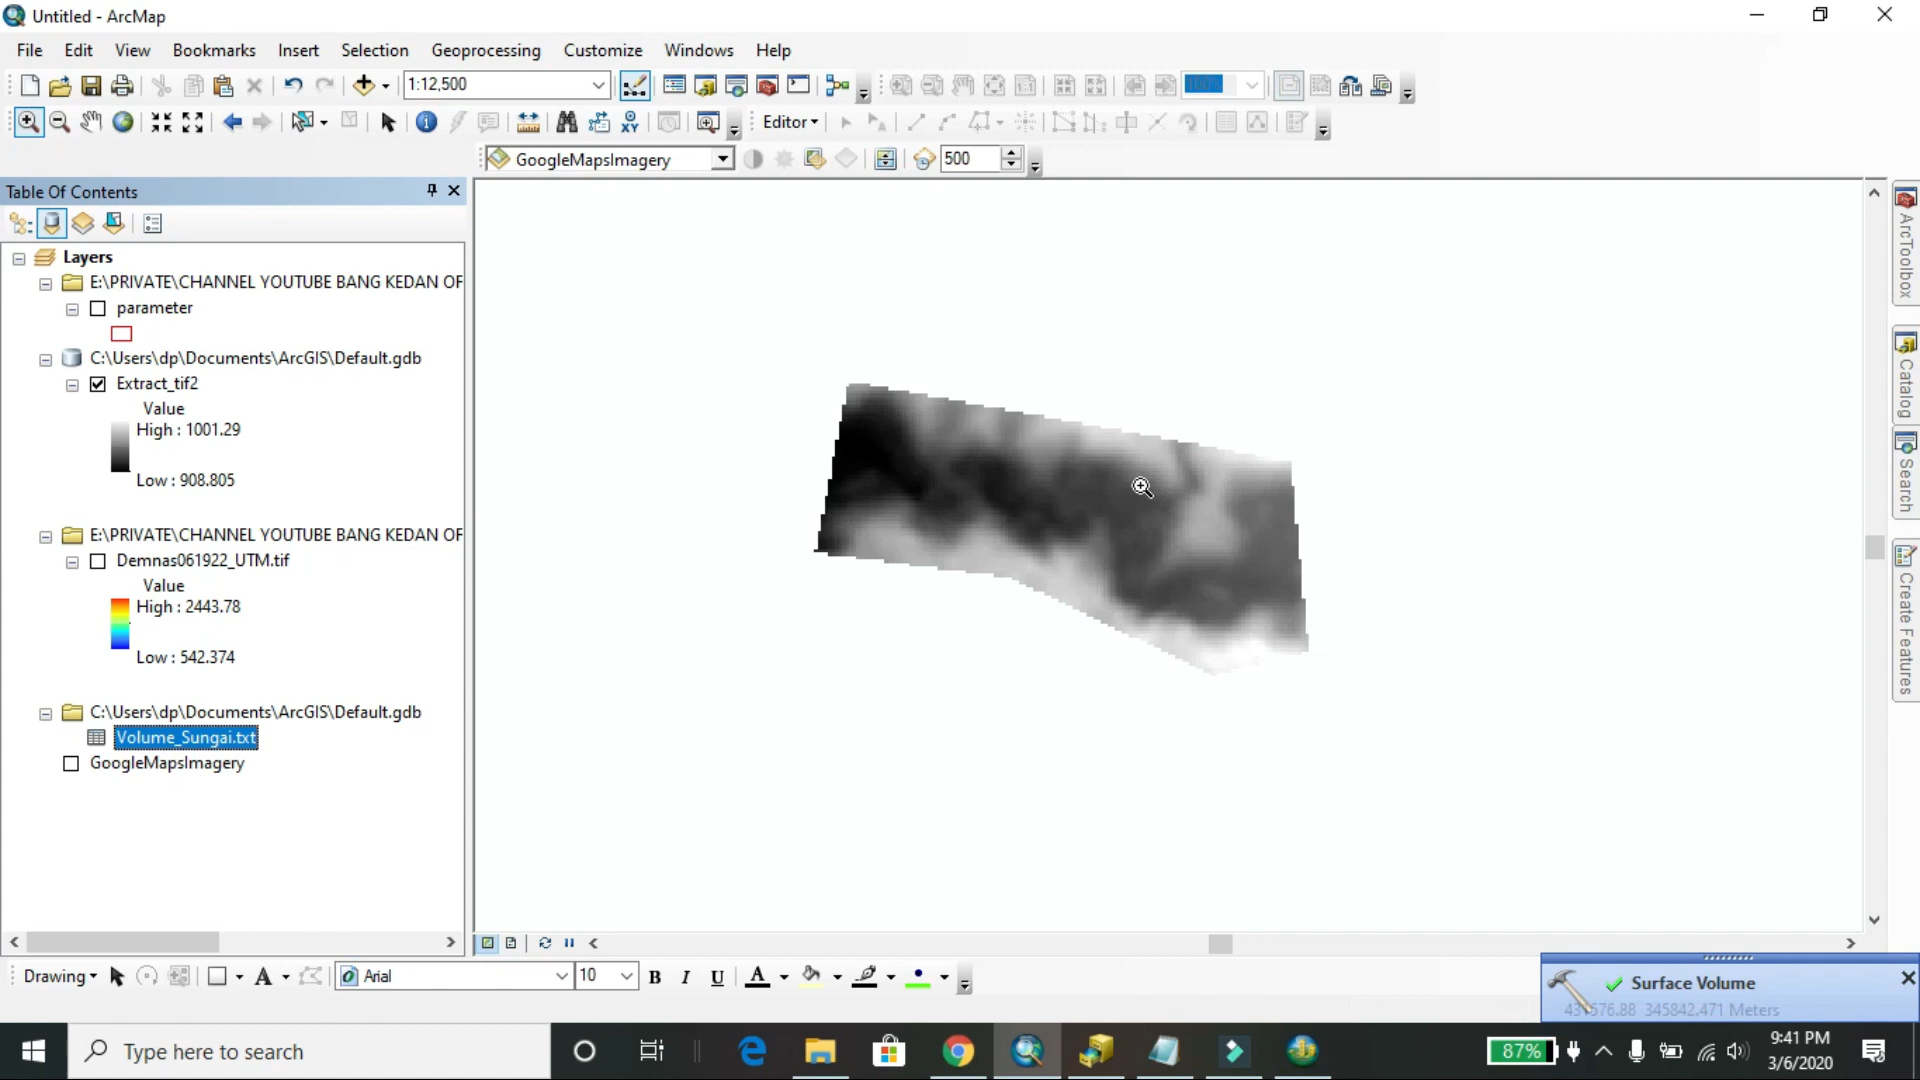 Untitled - ArcMap
File Edit View Bookmarks Insert Selection Geoprocessing Customize Windows Help
1:12,500
Editor
GoogleMapsImagery 500
Table Of Contents
Layers
E:\PRIVATE\CHANNEL YOUTUBE BANG KEDAN OF
parameter
C:\Users\dp\Documents\ArcGIS\Default.gdb
Extract_tif2
Value
High : 1001.29
Low : 908.805
E:\PRIVATE\CHANNEL YOUTUBE BANG KEDAN OF
Demnas061922_UTM.tif
Value
High : 2443.78
Low : 542.374
C:\Users\dp\Documents\ArcGIS\Default.gdb
Volume_Sungai.txt
GoogleMapsImagery
ArcToolbox
Catalog
Search
Create Features
Drawing A Arial 10 B I U A
Surface Volume
345842.471 Meters
Type here to search
87%
9:41 PM
3/6/2020